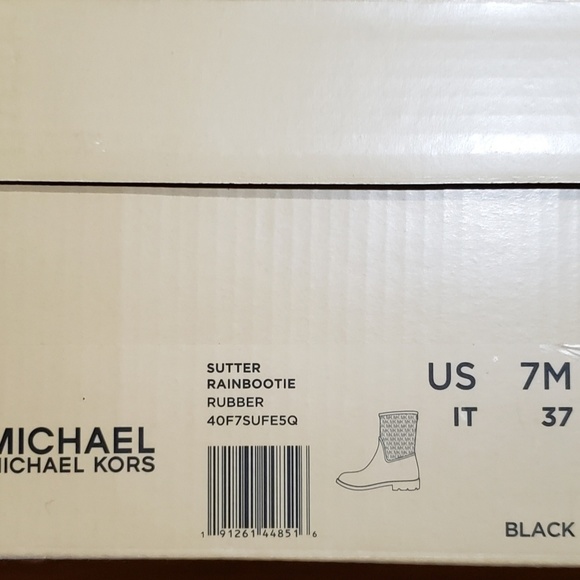 SUTTER
RAINBOOTIE
RUBBER
40F7SUFE5Q
US 7M
IT 37
MICHAEL
MICHAEL KORS
1 91261 44851 6
BLACK